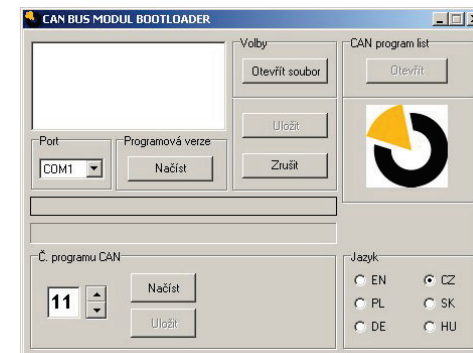 CAN BUS MODUL BOOTLOADER
Volby
CAN program list
Otevřít soubor
Otevřít
Uložit
Port
Programová verze
COM1
Načíst
Zrušit
Č. programu CAN
11
Načíst
Uložit
Jazyk
EN
CZ
PL
SK
DE
HU